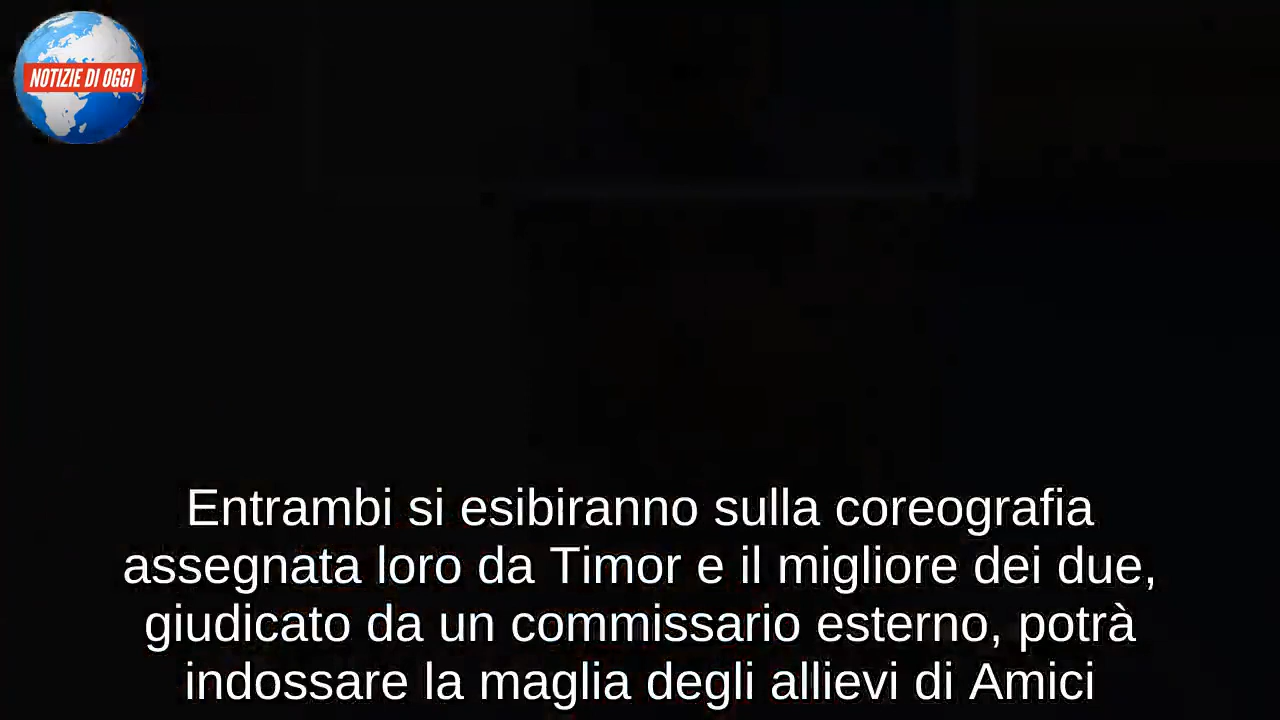 NOTIZIE DI OGGI
Entrambi si esibiranno sulla coreografia
assegnata loro da Timor e il migliore dei due,
giudicato da un commissario esterno, potrà
indossare la maglia degli allievi di Amici